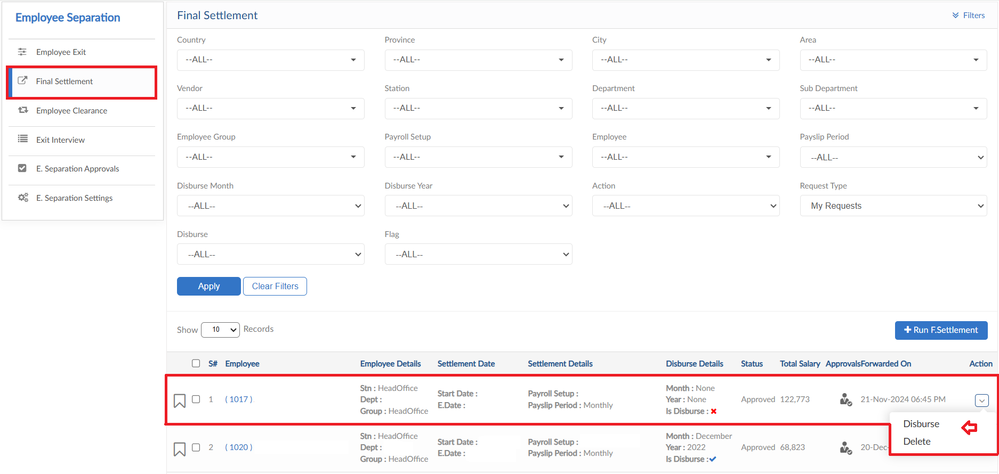 Employee Separation
Employee Exit
Final Settlement
Employee Clearance
Exit Interview
E. Separation Approvals
E. Separation Settings
Final Settlement
Filters
Country Province City Area
--ALL-- --ALL-- --ALL-- --ALL--
Vendor Station Department Sub Department
--ALL-- --ALL-- --ALL-- --ALL--
Employee Group Payroll Setup Employee Payslip Period
--ALL-- --ALL-- --ALL-- --ALL--
Disburse Month Disburse Year Action Request Type
--ALL-- --ALL-- --ALL-- My Requests
Disburse Flag
--ALL-- --ALL--
Apply Clear Filters
Show 10 Records
Run F.Settlement
S# Employee Employee Details Settlement Date Settlement Details Disburse Details Status Total Salary Approvals Forwarded On Action
Stn : HeadOffice Month : None
Dept : Start Date : Payroll Setup : Year : None
1 ( 1017 ) Approved 122,773 21-Nov-2024 06:45 PM
Group : HeadOffice E.Date : Payslip Period : Monthly Is Disburse :
Disburse
Delete
Stn : HeadOffice Month : December
Dept : Start Date : Payroll Setup : Year : 2022
2 ( 1020 ) Approved 68,823 20-Dec-
Group : HeadOffice E.Date : Payslip Period : Monthly Is Disburse :